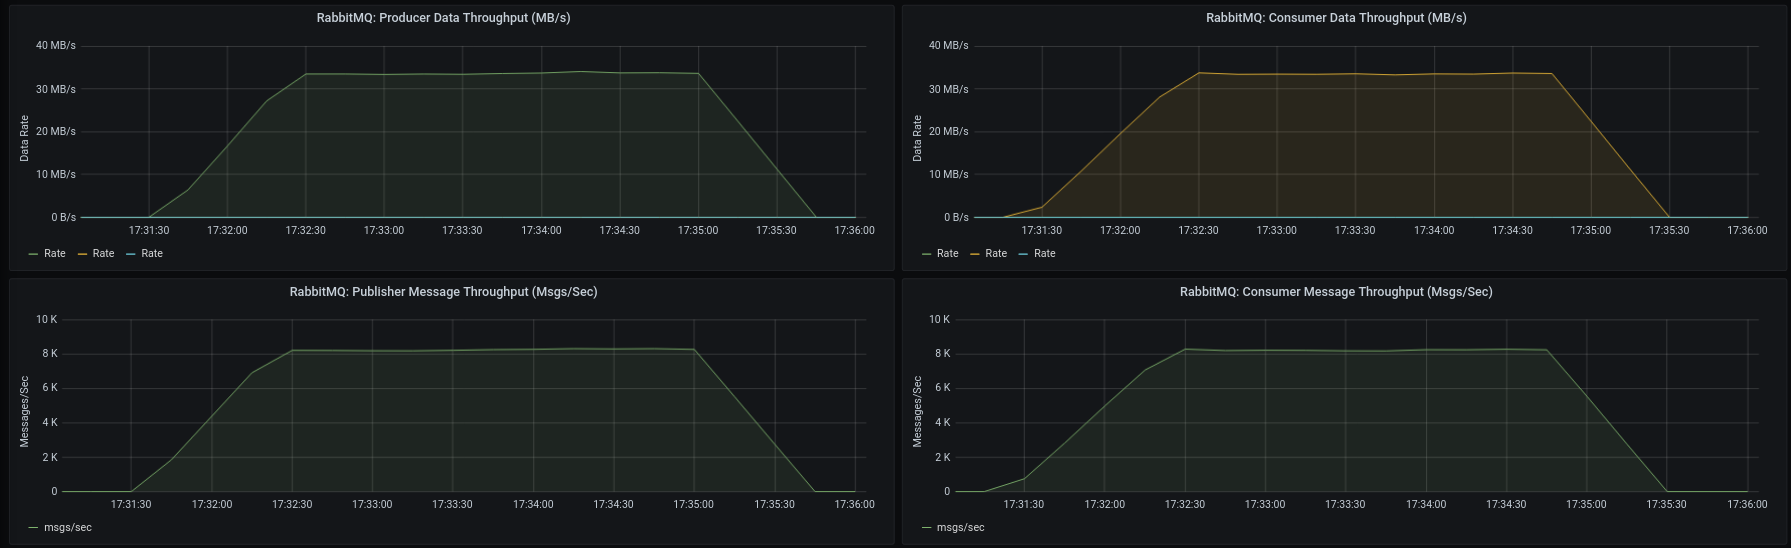 RabbitMQ: Producer Data Throughput (MB/s)
Data Rate
40 MB/s
30 MB/s
20 MB/s
10 MB/s
0 B/s
17:31:30 17:32:00 17:32:30 17:33:00 17:33:30 17:34:00 17:34:30 17:35:00 17:35:30 17:36:00
Rate Rate Rate
RabbitMQ: Consumer Data Throughput (MB/s)
Data Rate
40 MB/s
30 MB/s
20 MB/s
10 MB/s
0 B/s
17:31:30 17:32:00 17:32:30 17:33:00 17:33:30 17:34:00 17:34:30 17:35:00 17:35:30 17:36:00
Rate Rate Rate
RabbitMQ: Publisher Message Throughput (Msgs/Sec)
Messages/Sec
10 K
8 K
6 K
4 K
2 K
0
17:31:30 17:32:00 17:32:30 17:33:00 17:33:30 17:34:00 17:34:30 17:35:00 17:35:30 17:36:00
msgs/sec
RabbitMQ: Consumer Message Throughput (Msgs/Sec)
Messages/Sec
10 K
8 K
6 K
4 K
2 K
0
17:31:30 17:32:00 17:32:30 17:33:00 17:33:30 17:34:00 17:34:30 17:35:00 17:35:30 17:36:00
msgs/sec